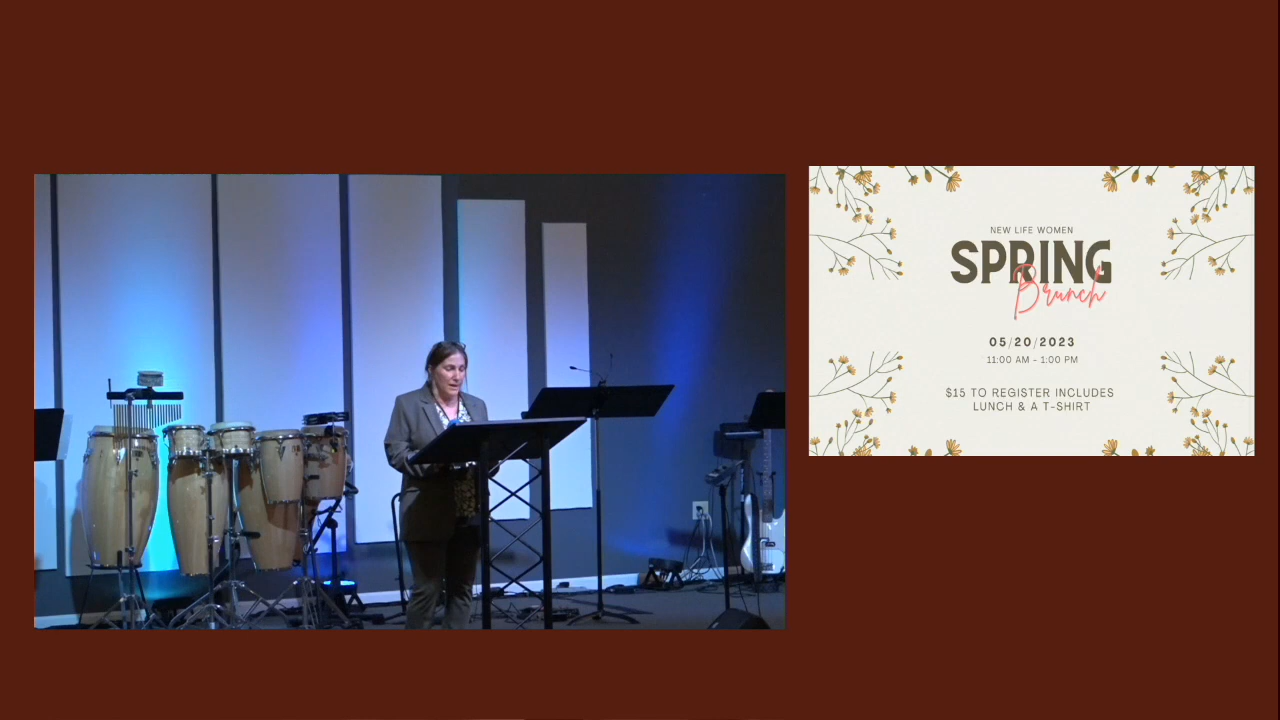 NEW LIFE WOMEN
SPRING
Brunch
05/20/2023
11:00 AM - 1:00 PM
$15 TO REGISTER INCLUDES
LUNCH & A T-SHIRT